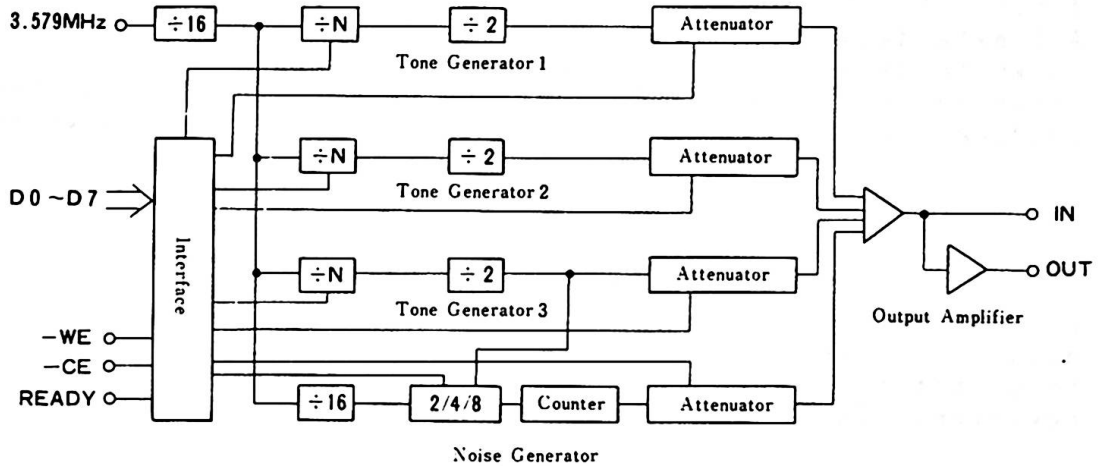 3.579MHz
÷16
÷N
÷2
Attenuator
Tone Generator 1
÷N
÷2
Attenuator
Tone Generator 2
D0 ~D7
Interface
IN
÷N
÷2
Attenuator
OUT
Tone Generator 3
Output Amplifier
-WE
-CE
READY
÷16
2/4/8
Counter
Attenuator
Noise Generator